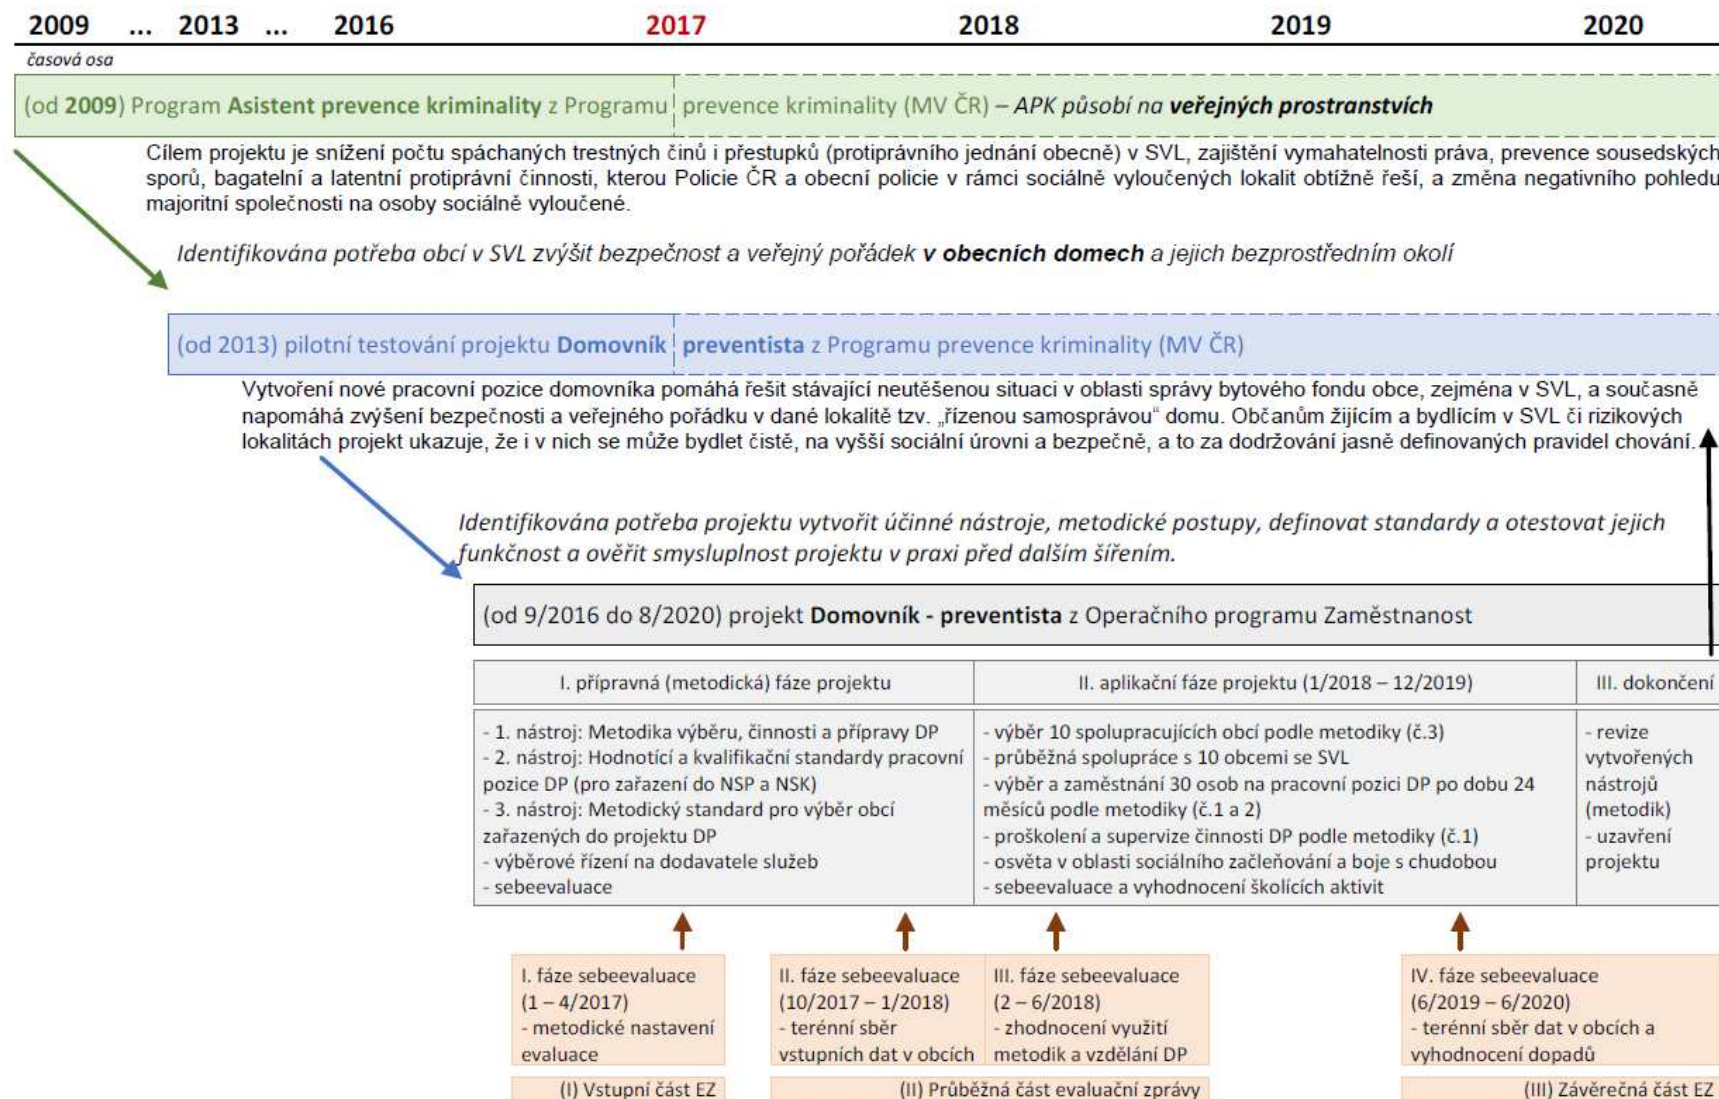 2009 ... 2013 ... 2016 2017 2018 2019 2020
časová osa
(od 2009) Program Asistent prevence kriminality z Programu prevence kriminality (MV ČR) – APK působí na veřejných prostranstvích
Cílem projektu je snížení počtu spáchaných trestných činů i přestupků (protiprávního jednání obecně) v SVL, zajištění vymahatelnosti práva, prevence sousedských
sporů, bagatelní a latentní protiprávní činnosti, kterou Policie ČR a obecní policie v rámci sociálně vyloučených lokalit obtížně řeší, a změna negativního pohledu
majoritní společnosti na osoby sociálně vyloučené.
Identifikována potřeba obcí v SVL zvýšit bezpečnost a veřejný pořádek v obecních domech a jejich bezprostředním okolí
(od 2013) pilotní testování projektu Domovník preventista z Programu prevence kriminality (MV ČR)
Vytvoření nové pracovní pozice domovníka pomáhá řešit stávající neutěšenou situaci v oblasti správy bytového fondu obce, zejména v SVL, a současně
napomáhá zvýšení bezpečnosti a veřejného pořádku v dané lokalitě tzv. „řízenou samosprávou“ domu. Občanům žijícím a bydlícím v SVL či rizikových
lokalitách projekt ukazuje, že i v nich se může bydlet čistě, na vyšší sociální úrovni a bezpečně, a to za dodržování jasně definovaných pravidel chování.
Identifikována potřeba projektu vytvořit účinné nástroje, metodické postupy, definovat standardy a otestovat jejich
funkčnost a ověřit smysluplnost projektu v praxi před dalším šířením.
(od 9/2016 do 8/2020) projekt Domovník - preventista z Operačního programu Zaměstnanost
I. přípravná (metodická) fáze projektu
- 1. nástroj: Metodika výběru, činnosti a přípravy DP
- 2. nástroj: Hodnotící a kvalifikační standardy pracovní
pozice DP (pro zařazení do NSP a NSK)
- 3. nástroj: Metodický standard pro výběr obcí
zařazených do projektu DP
- výběrové řízení na dodavatele služeb
- sebeevaluace
II. aplikační fáze projektu (1/2018 – 12/2019)
- výběr 10 spolupracujících obcí podle metodiky (č.3)
- průběžná spolupráce s 10 obcemi se SVL
- výběr a zaměstnání 30 osob na pracovní pozici DP po dobu 24
měsíců podle metodiky (č.1 a 2)
- proškolení a supervize činnosti DP podle metodiky (č.1)
- osvěta v oblasti sociálního začleňování a boje s chudobou
- sebeevaluace a vyhodnocení školících aktivit
III. dokončení
- revize
vytvořených
nástrojů
(metodik)
- uzavření
projektu
I. fáze sebeevaluace
(1 – 4/2017)
- metodické nastavení
evaluace
II. fáze sebeevaluace
(10/2017 – 1/2018)
- terénní sběr
vstupních dat v obcích
III. fáze sebeevaluace
(2 – 6/2018)
- zhodnocení využití
metodik a vzdělání DP
IV. fáze sebeevaluace
(6/2019 – 6/2020)
- terénní sběr dat v obcích a
vyhodnocení dopadů
(I) Vstupní část EZ
(II) Průběžná část evaluační zprávy
(III) Závěrečná část EZ